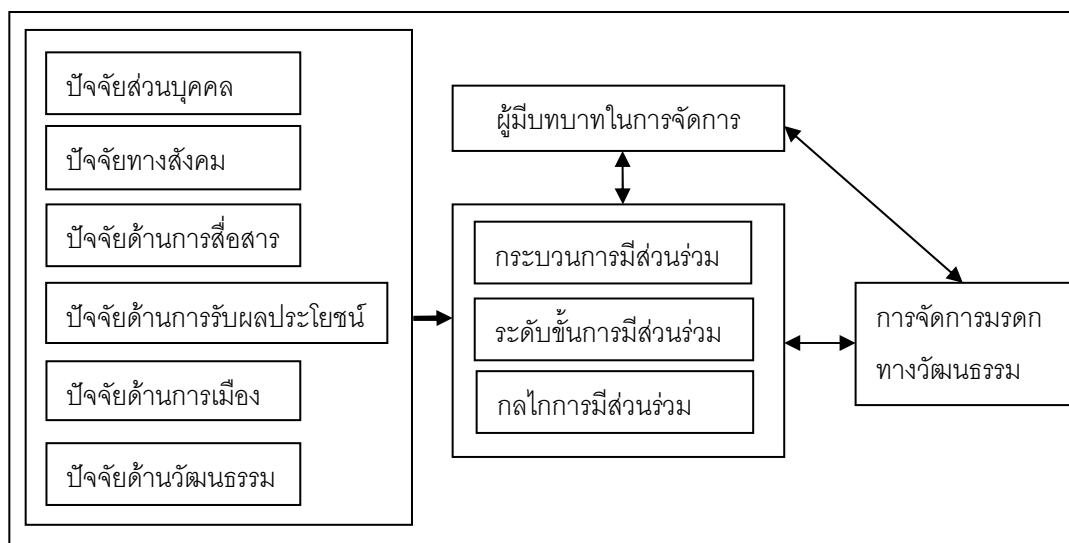 ปัจจัยส่วนบุคคล
ปัจจัยทางสังคม
ปัจจัยด้านการสื่อสาร
ปัจจัยด้านการรับผลประโยชน์
ปัจจัยด้านการเมือง
ปัจจัยด้านวัฒนธรรม
ผู้มีบทบาทในการจัดการ
กระบวนการมีส่วนร่วม
ระดับขั้นการมีส่วนร่วม
กลไกการมีส่วนร่วม
การจัดการมรดก
ทางวัฒนธรรม